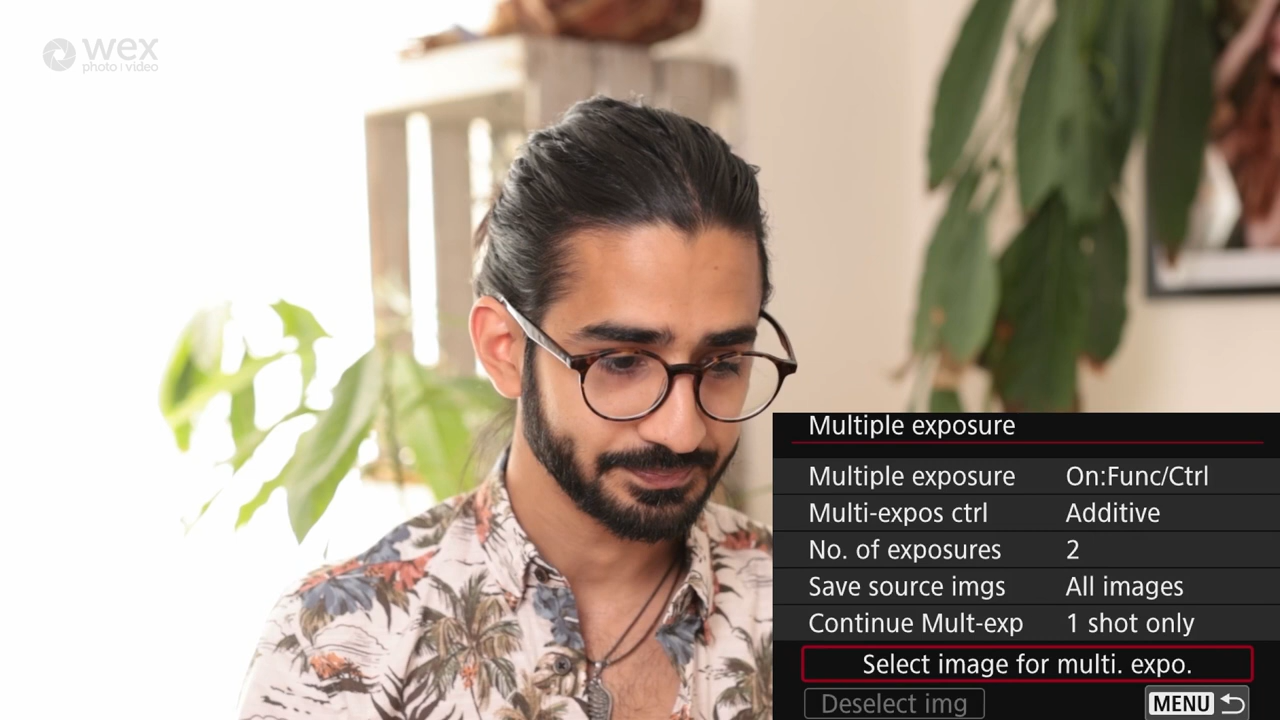 wex
photo | video
Multiple exposure
Multiple exposure On:Func/Ctrl
Multi-expos ctrl Additive
No. of exposures 2
Save source imgs All images
Continue Mult-exp 1 shot only
Select image for multi. expo.
Deselect img MENU